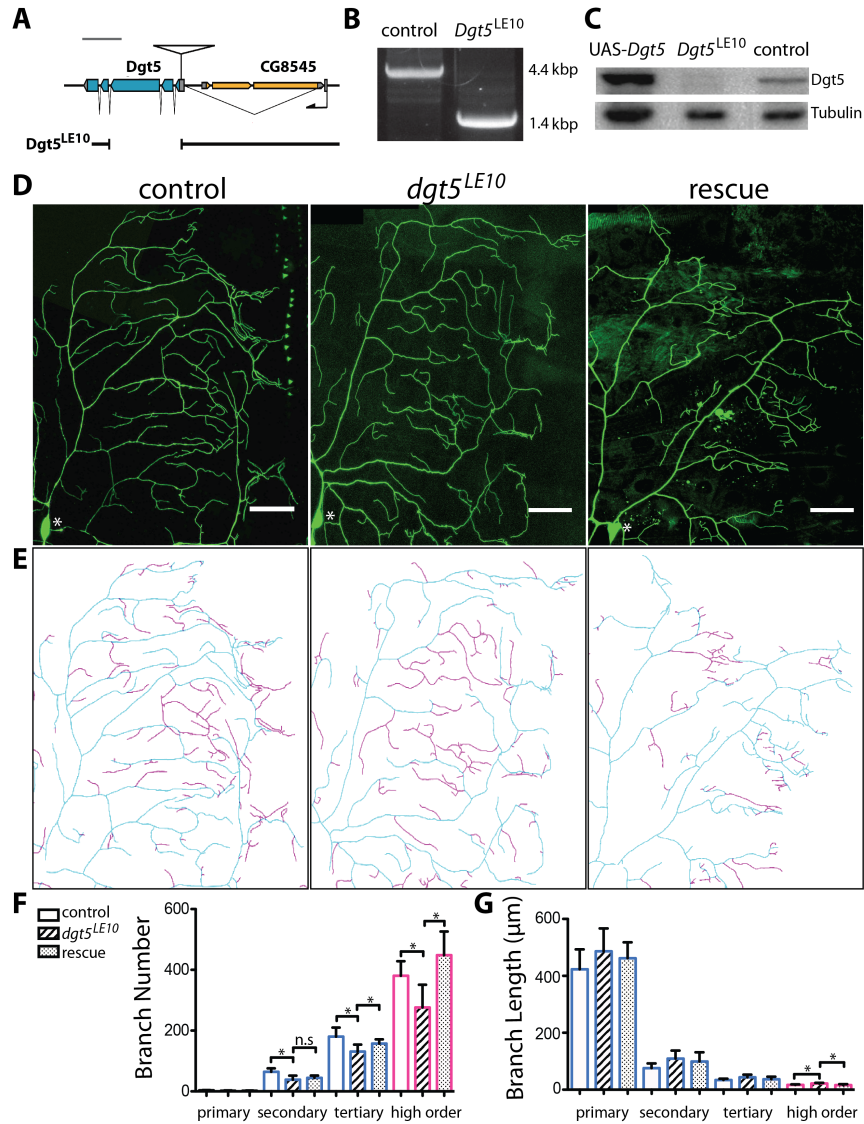 A
Dgt5
CG8545
Dgt5LE10
B
control
Dgt5LE10
4.4 kbp
1.4 kbp
C
UAS-Dgt5
Dgt5LE10
control
Dgt5
Tubulin
D
control
dgt5LE10
rescue
*
*
*
E
F
control
dgt5LE10
rescue
Branch Number
600
400
200
0
*
n.s
*
*
*
*
primary
secondary
tertiary
high order
G
Branch Length (μm)
600
400
200
0
*
*
primary
secondary
tertiary
high order